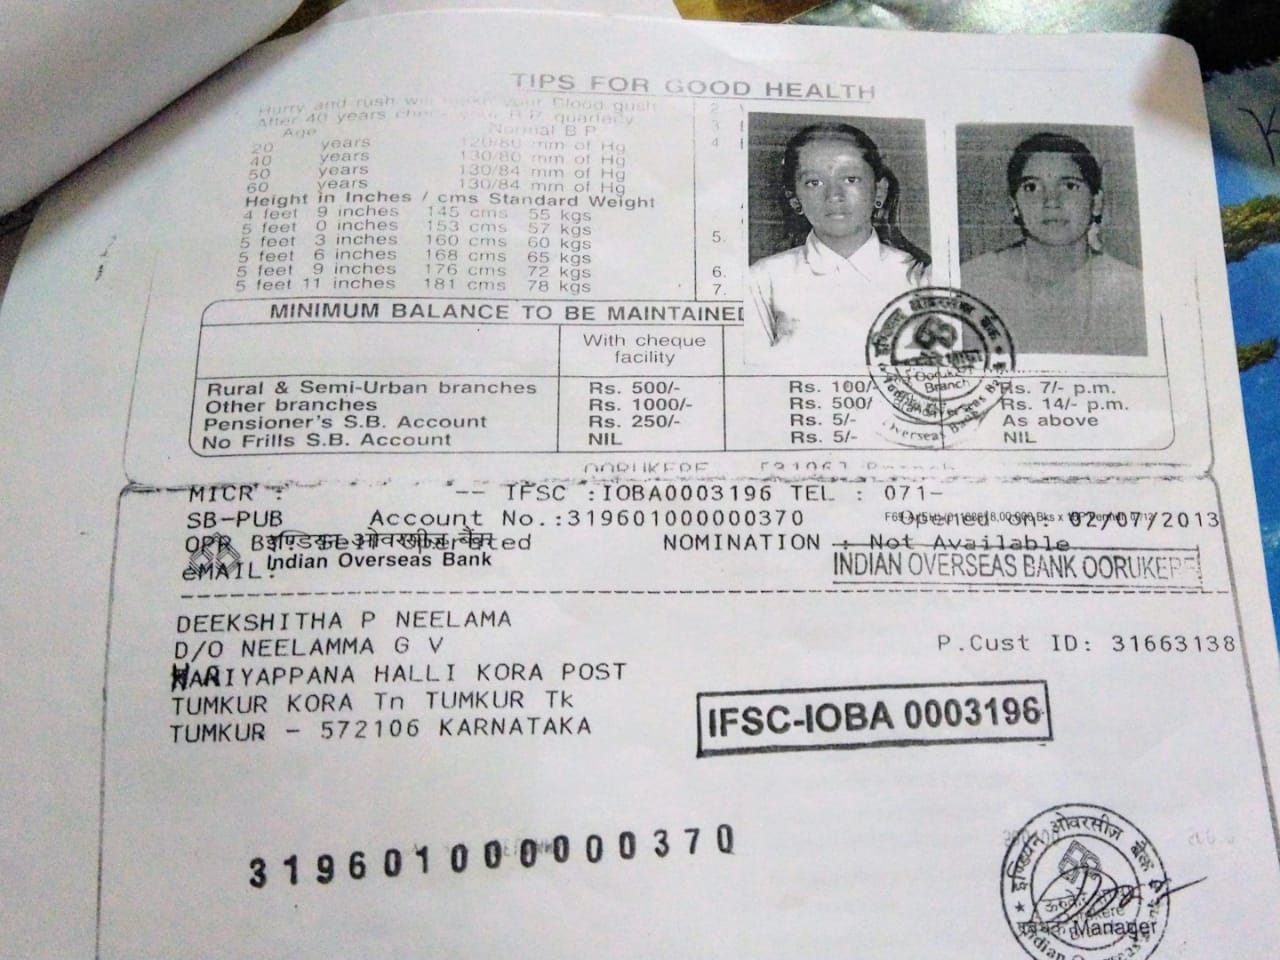 TIPS FOR GOOD HEALTH
Hurry and rush will make your Blood gush
After 40 years check your B.P. quarterly
Age Normal B P
20 years 120/80 mm of Hg
40 years 130/80 mm of Hg
50 years 130/84 mm of Hg
60 years 130/84 mm of Hg
Height in Inches / cms Standard Weight
4 feet 9 inches 145 cms 55 kgs
5 feet 0 inches 153 cms 57 kgs
5 feet 3 inches 160 cms 60 kgs
5 feet 6 inches 168 cms 65 kgs
5 feet 9 inches 176 cms 72 kgs
5 feet 11 inches 181 cms 78 kgs
2
3
4
5.
6.
7.
MINIMUM BALANCE TO BE MAINTAINED
With cheque
facility
Rural & Semi-Urban branches Rs. 500/- Rs. 100/- Rs. 7/- p.m.
Other branches Rs. 1000/- Rs. 500/ Rs. 14/- p.m.
Pensioner's S.B. Account Rs. 250/- Rs. 5/- As above
No Frills S.B. Account NIL Rs. 5/- NIL
Oorukere
Branch
Overseas Bank
MICR : -- IFSC :IOBA0003196 TEL : 071-
SB-PUB Account No.:319601000000370 Opened on: 02/07/2013
OPR BY: Self Operated NOMINATION : Not Available
इण्डियन ओवरसीज़ बैंक
eMAIL: Indian Overseas Bank INDIAN OVERSEAS BANK OORUKERE
DEEKSHITHA P NEELAMA
D/O NEELAMMA G V P.Cust ID: 31663138
HARIYAPPANA HALLI KORA POST
TUMKUR KORA Tn TUMKUR Tk
TUMKUR - 572106 KARNATAKA
IFSC-IOBA 0003196
319601000000370
इण्डियन ओवरसीज़ बैंक
Oorukere
प्रबंधक Manager
Indian Overseas